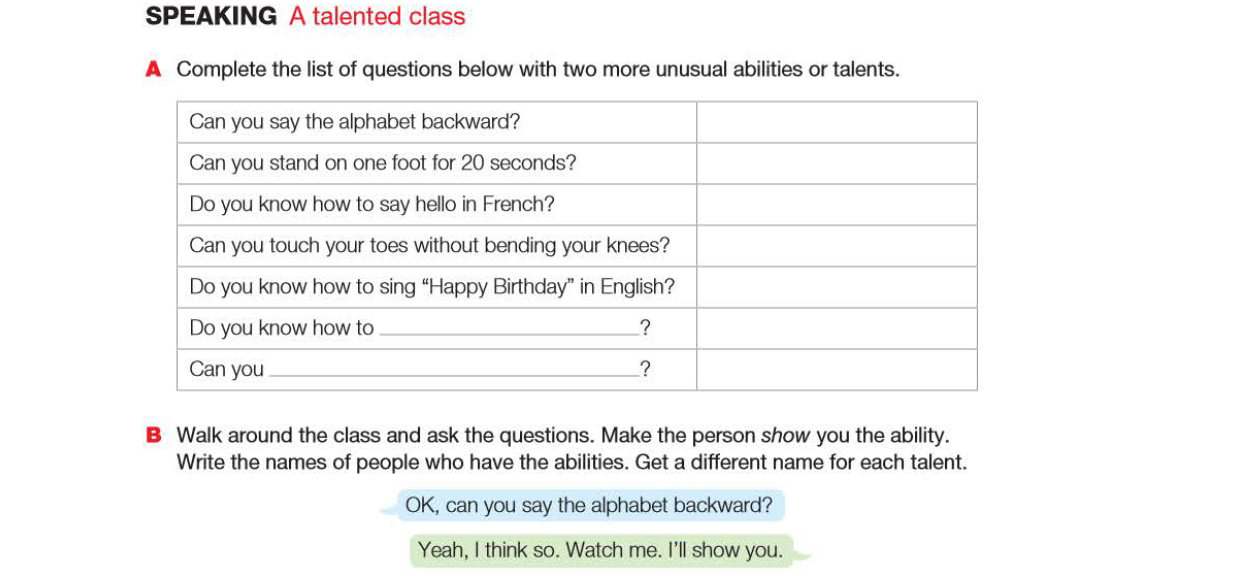 SPEAKING A talented class
A Complete the list of questions below with two more unusual abilities or talents.
Can you say the alphabet backward?
Can you stand on one foot for 20 seconds?
Do you know how to say hello in French?
Can you touch your toes without bending your knees?
Do you know how to sing “Happy Birthday” in English?
Do you know how to ______________________?
Can you ______________________?
B Walk around the class and ask the questions. Make the person show you the ability.
Write the names of people who have the abilities. Get a different name for each talent.
OK, can you say the alphabet backward?
Yeah, I think so. Watch me. I’ll show you.